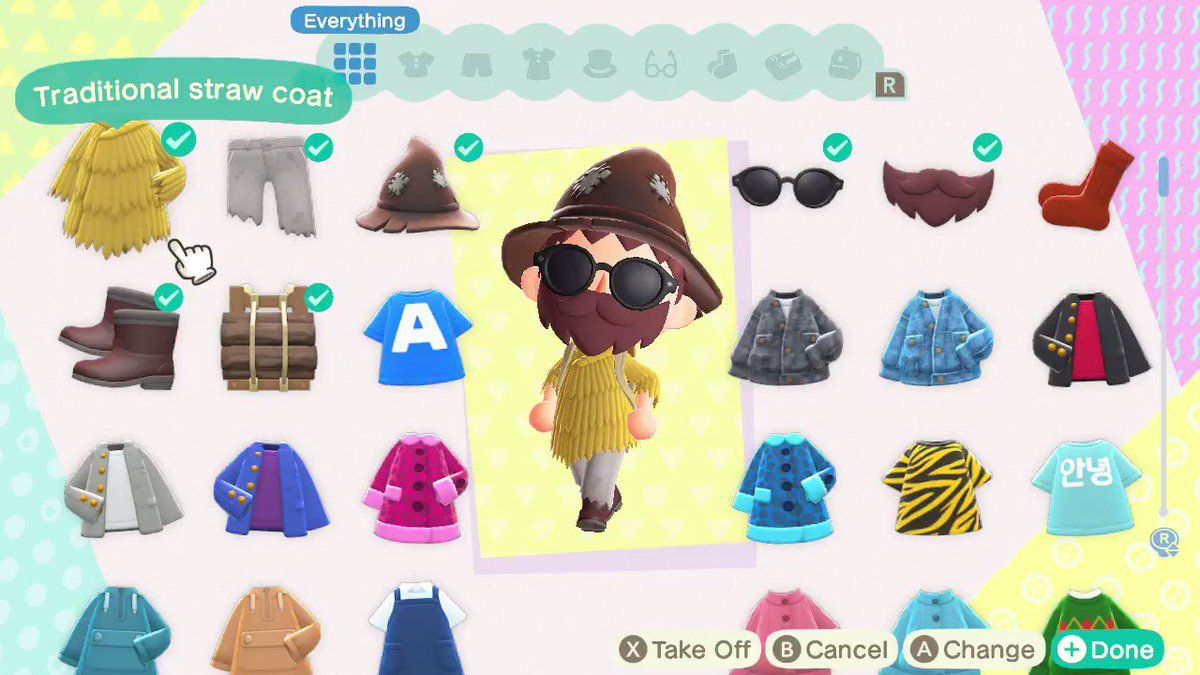 Everything
R
Traditional straw coat
A
안녕
R
X Take Off
B Cancel
A Change
+ Done